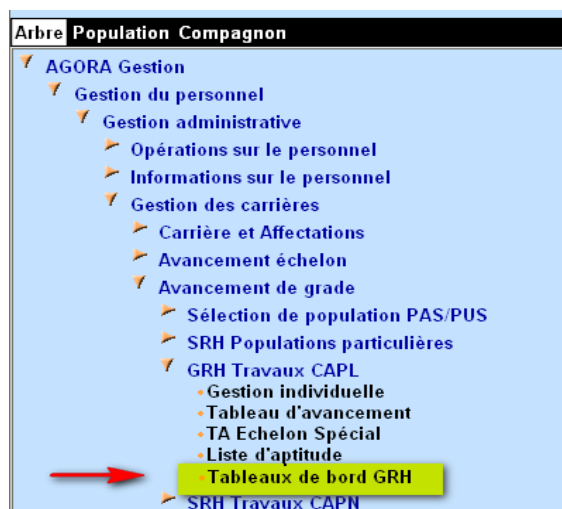 Arbre Population Compagnon
AGORA Gestion
Gestion du personnel
Gestion administrative
Opérations sur le personnel
Informations sur le personnel
Gestion des carrières
Carrière et Affectations
Avancement échelon
Avancement de grade
Sélection de population PAS/PUS
SRH Populations particulières
GRH Travaux CAPL
Gestion individuelle
Tableau d'avancement
TA Echelon Spécial
Liste d'aptitude
Tableaux de bord GRH
SRH Travaux CAPN